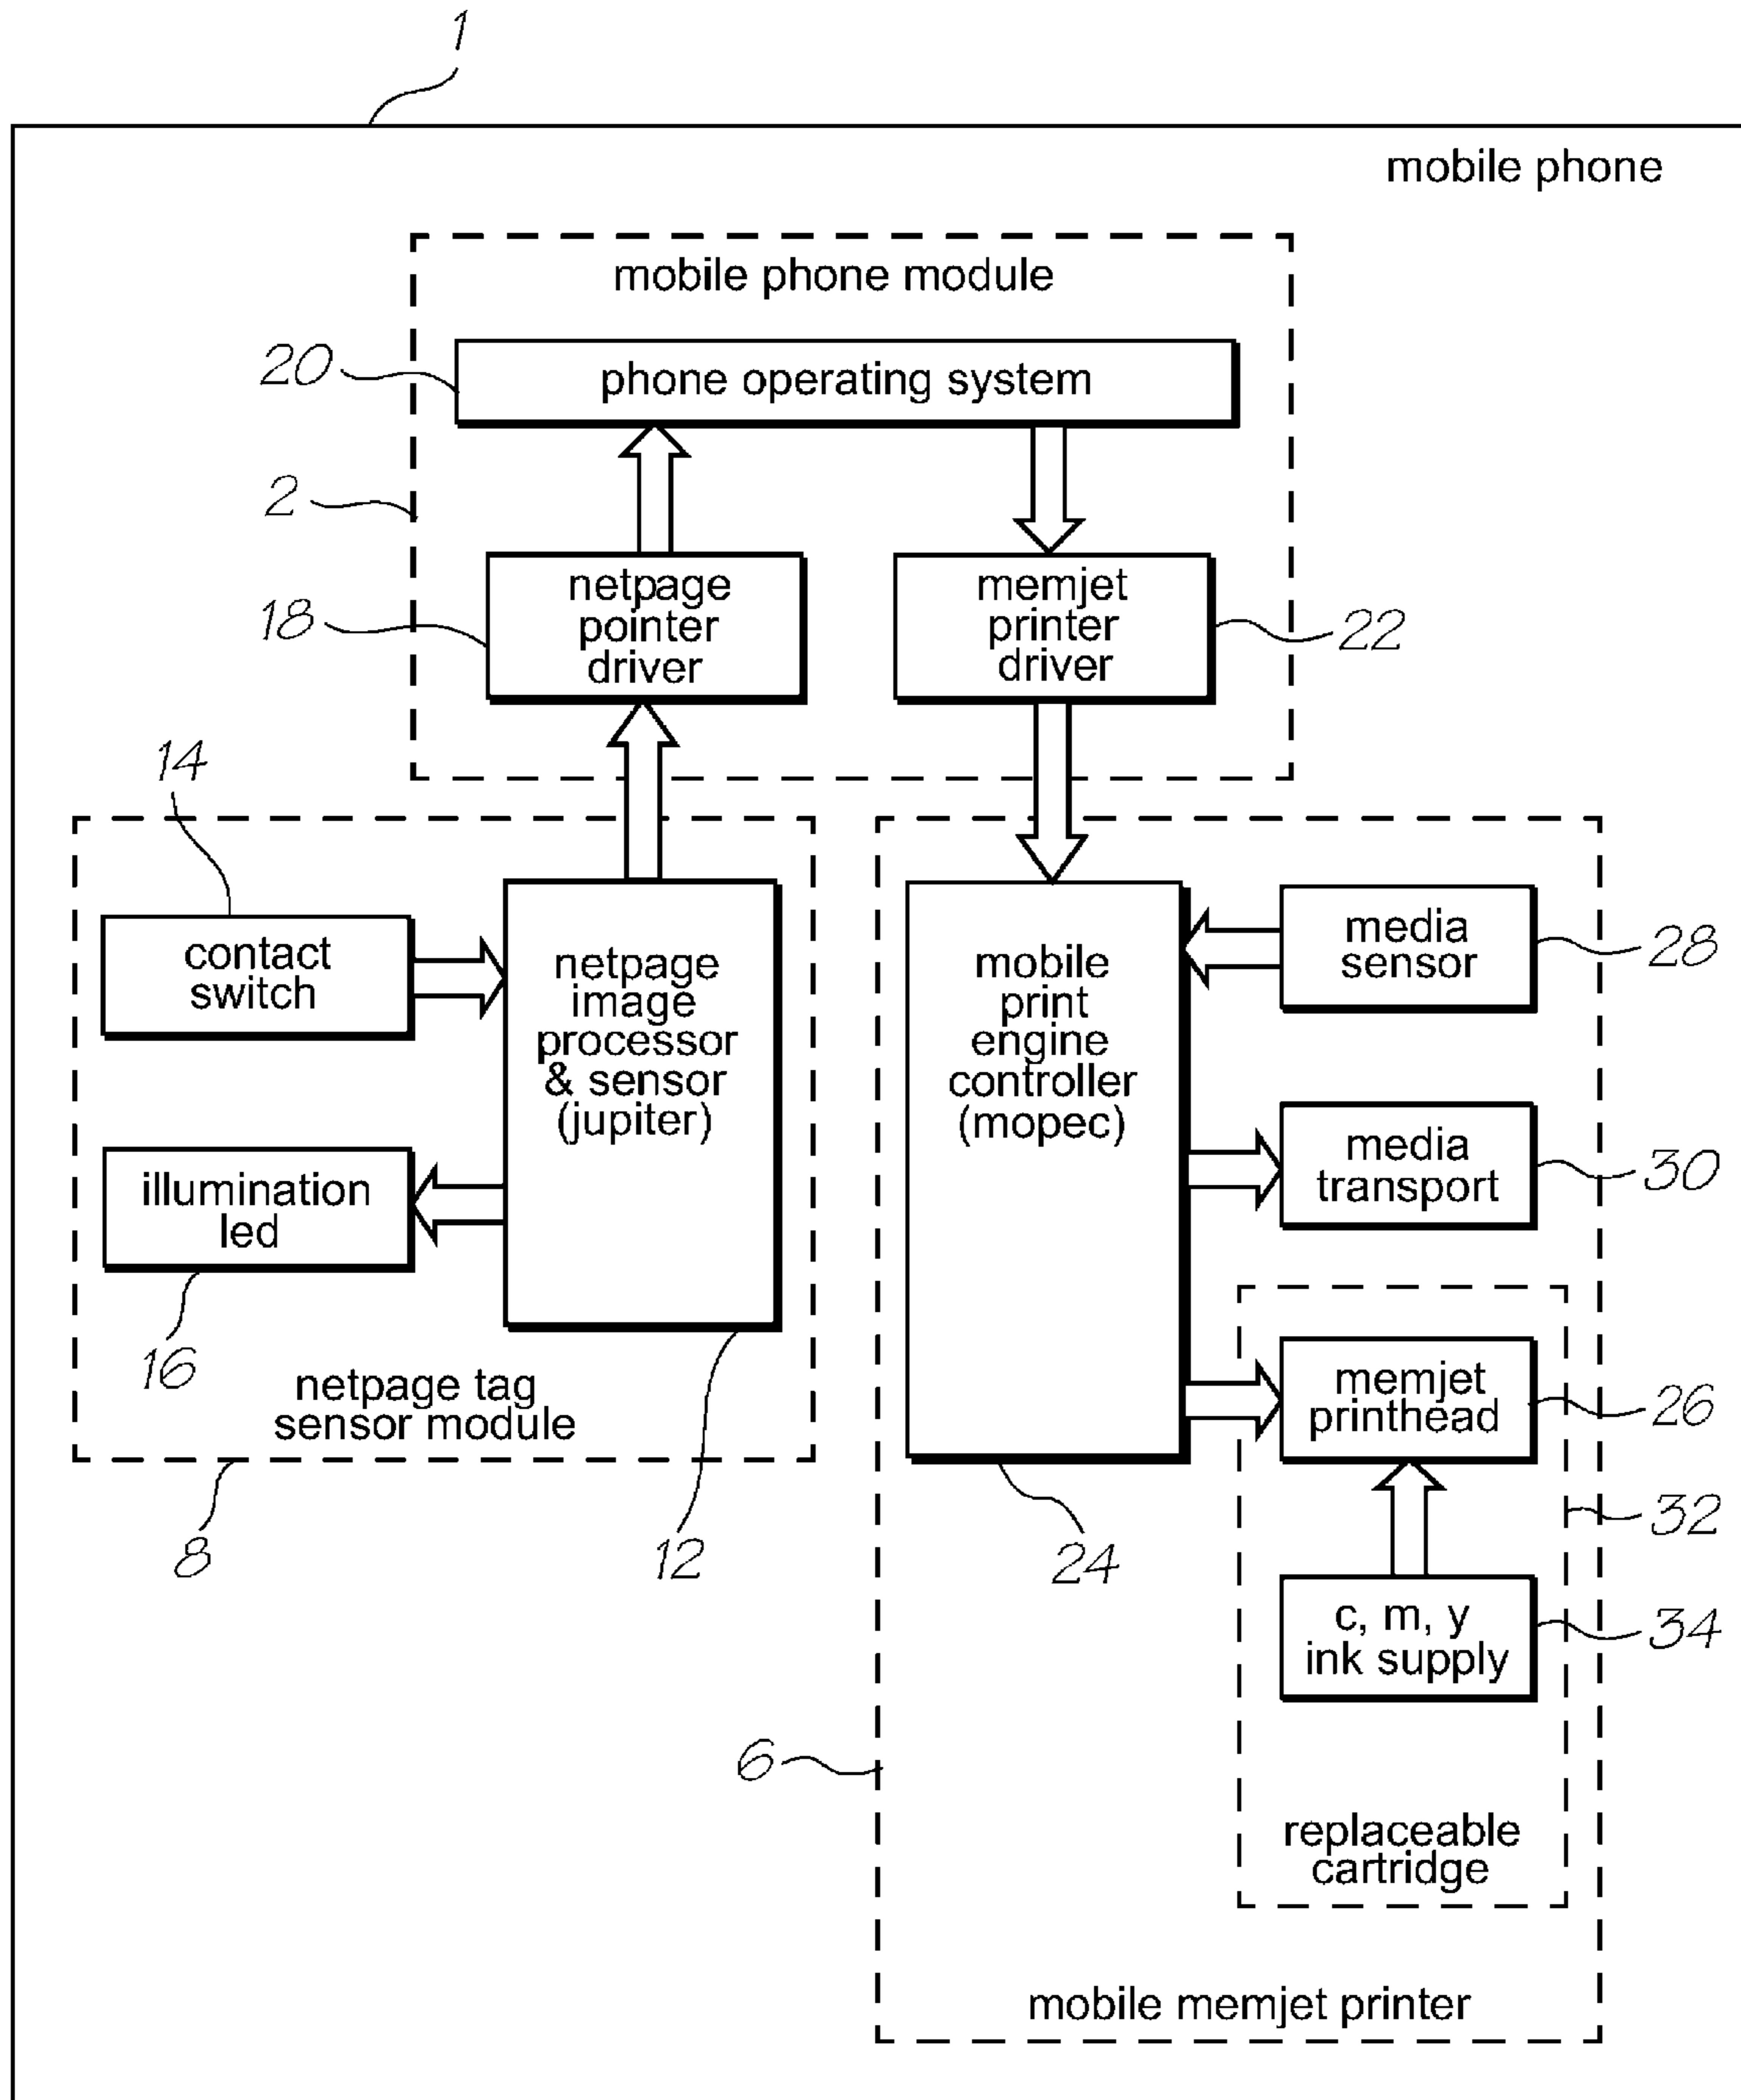 1
mobile phone
mobile phone module
20
phone operating system
2
18
netpage
pointer
driver
memjet
printer
driver
22
14
contact
switch
netpage
image
processor
& sensor
(jupiter)
illumination
led
16
netpage tag
sensor module
8
12
mobile
print
engine
controller
(mopec)
media
sensor
28
media
transport
30
memjet
printhead
26
24
32
c, m, y
ink supply
34
6
replaceable
cartridge
mobile memjet printer